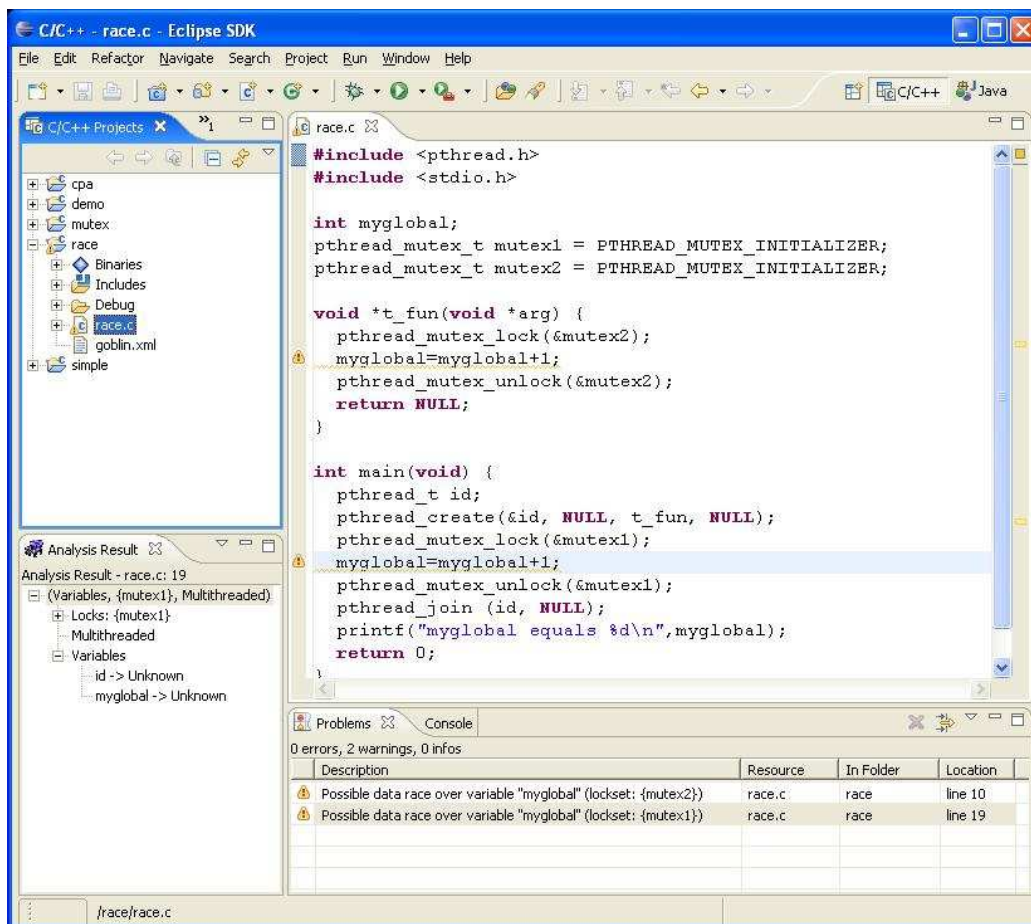 C/C++ - race.c - Eclipse SDK
File Edit Refactor Navigate Search Project Run Window Help
C/C++ Java
C/C++ Projects
»1
cpa
demo
mutex
race
Binaries
Includes
Debug
race.c
goblin.xml
simple
race.c
#include <pthread.h>
#include <stdio.h>
int myglobal;
pthread_mutex_t mutex1 = PTHREAD_MUTEX_INITIALIZER;
pthread_mutex_t mutex2 = PTHREAD_MUTEX_INITIALIZER;
void *t_fun(void *arg) {
pthread_mutex_lock(&mutex2);
myglobal=myglobal+1;
pthread_mutex_unlock(&mutex2);
return NULL;
}
int main(void) {
pthread_t id;
pthread_create(&id, NULL, t_fun, NULL);
pthread_mutex_lock(&mutex1);
myglobal=myglobal+1;
pthread_mutex_unlock(&mutex1);
pthread_join (id, NULL);
printf("myglobal equals %d\n",myglobal);
return 0;
}
Analysis Result
Analysis Result - race.c: 19
(Variables, {mutex1}, Multithreaded)
Locks: {mutex1}
Multithreaded
Variables
id -> Unknown
myglobal -> Unknown
Problems Console
0 errors, 2 warnings, 0 infos
Description Resource In Folder Location
Possible data race over variable "myglobal" (lockset: {mutex2}) race.c race line 10
Possible data race over variable "myglobal" (lockset: {mutex1}) race.c race line 19
/race/race.c